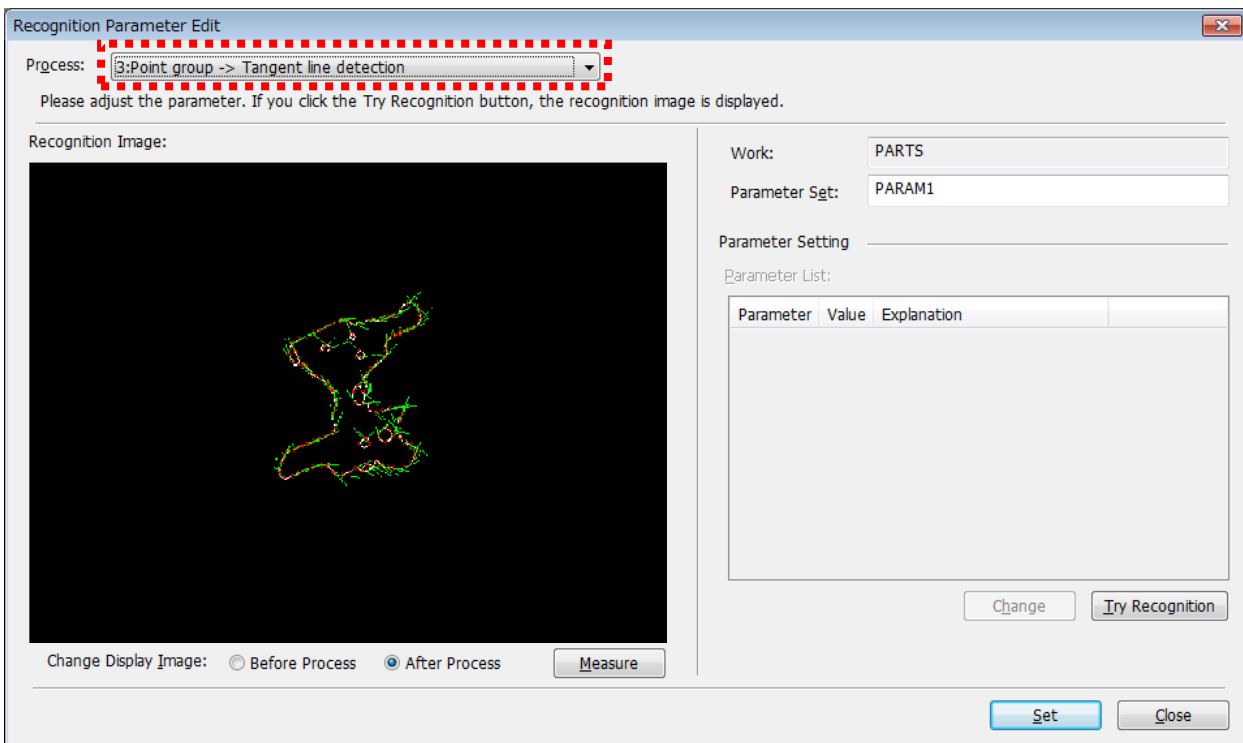 Recognition Parameter Edit
Process: 3:Point group -> Tangent line detection
Please adjust the parameter. If you click the Try Recognition button, the recognition image is displayed.
Recognition Image:
Work: PARTS
Parameter Set: PARAM1
Parameter Setting
Parameter List:
Parameter Value Explanation
Change Try Recognition
Change Display Image: Before Process After Process Measure
Set Close